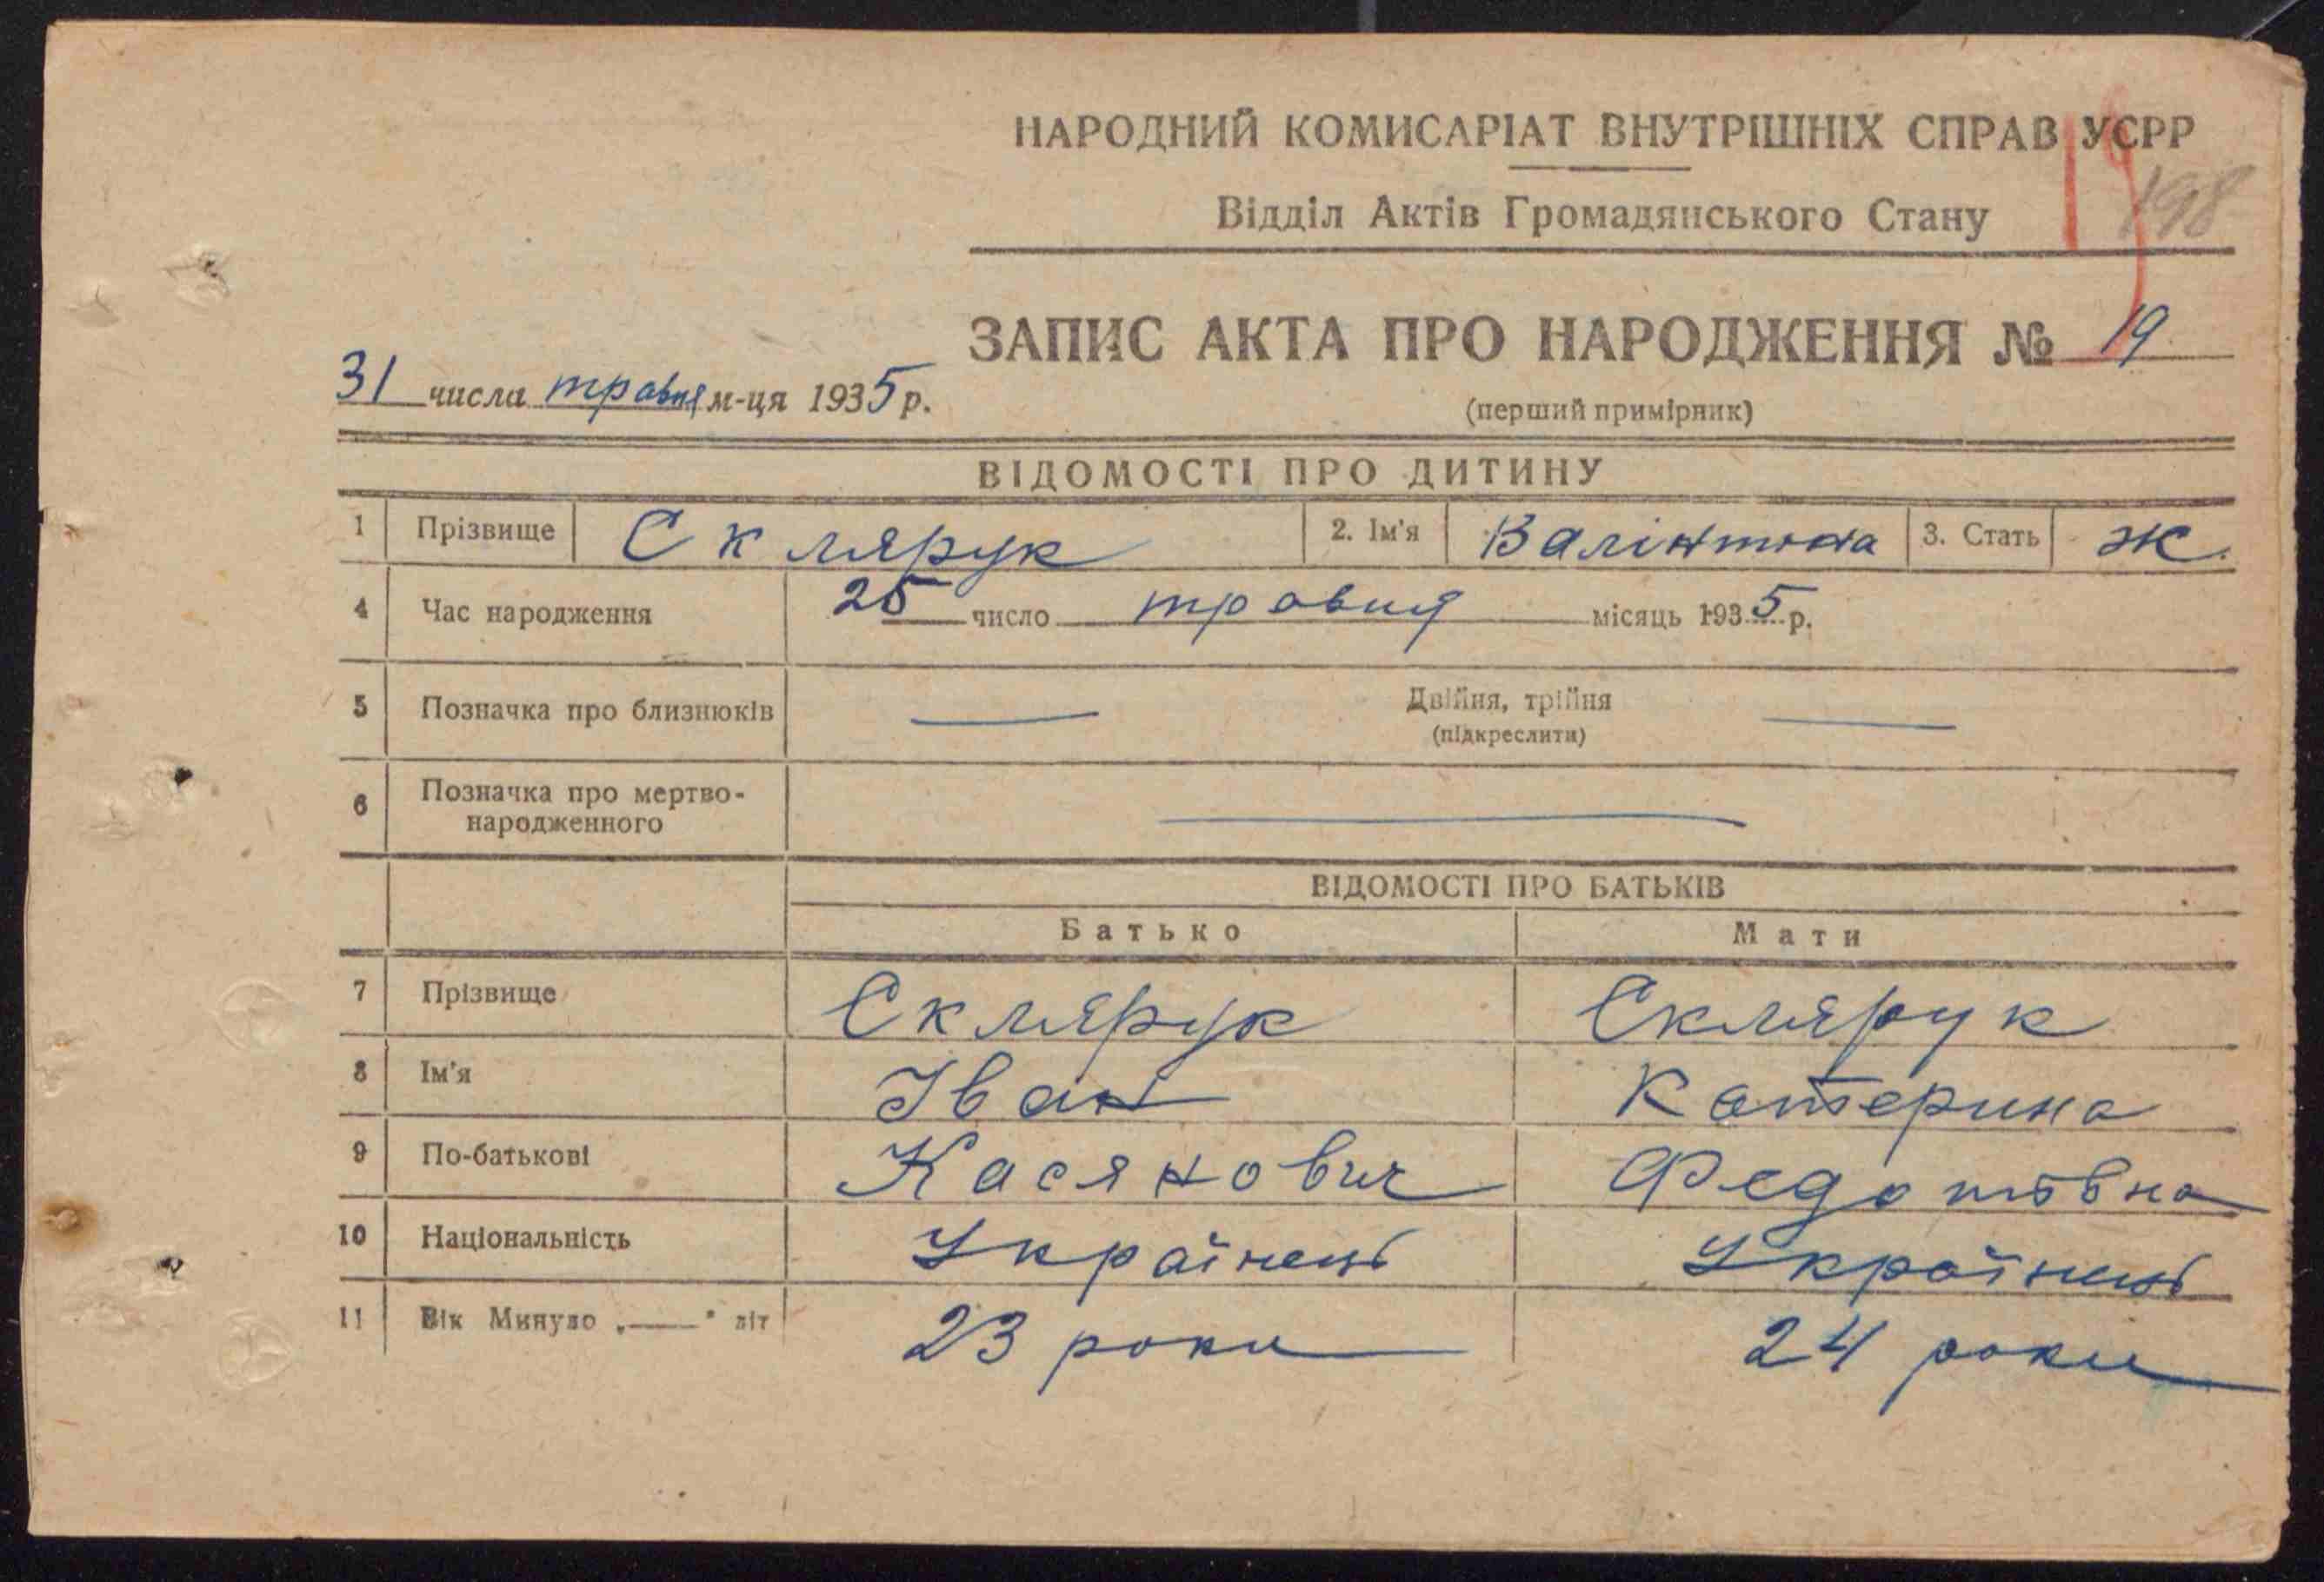 НАРОДНИЙ КОМИСАРІАТ ВНУТРІШНІХ СПРАВ УСРР
198
Відділ Актів Громадянського Стану
ЗАПИС АКТА ПРО НАРОДЖЕННЯ № 19
31 числа травня м-ця 1935 р.
(перший примірник)
ВІДОМОСТІ ПРО ДИТИНУ
1 Прізвище Склярук 2. Ім'я Валінтина 3. Стать ж.
4 Час народження 25 число травня місяць 1935 р.
5 Позначка про близнюків — Двійня, трійня —
(підкреслити)
6 Позначка про мертво-
народженного —
ВІДОМОСТІ ПРО БАТЬКІВ
Батько Мати
7 Прізвище Склярук Склярук
8 Ім'я Іван Катерина
9 По-батькові Касянович Федотовна
10 Національність Українець Українець
11 Вік Минуло „——" літ 23 роки 24 роки